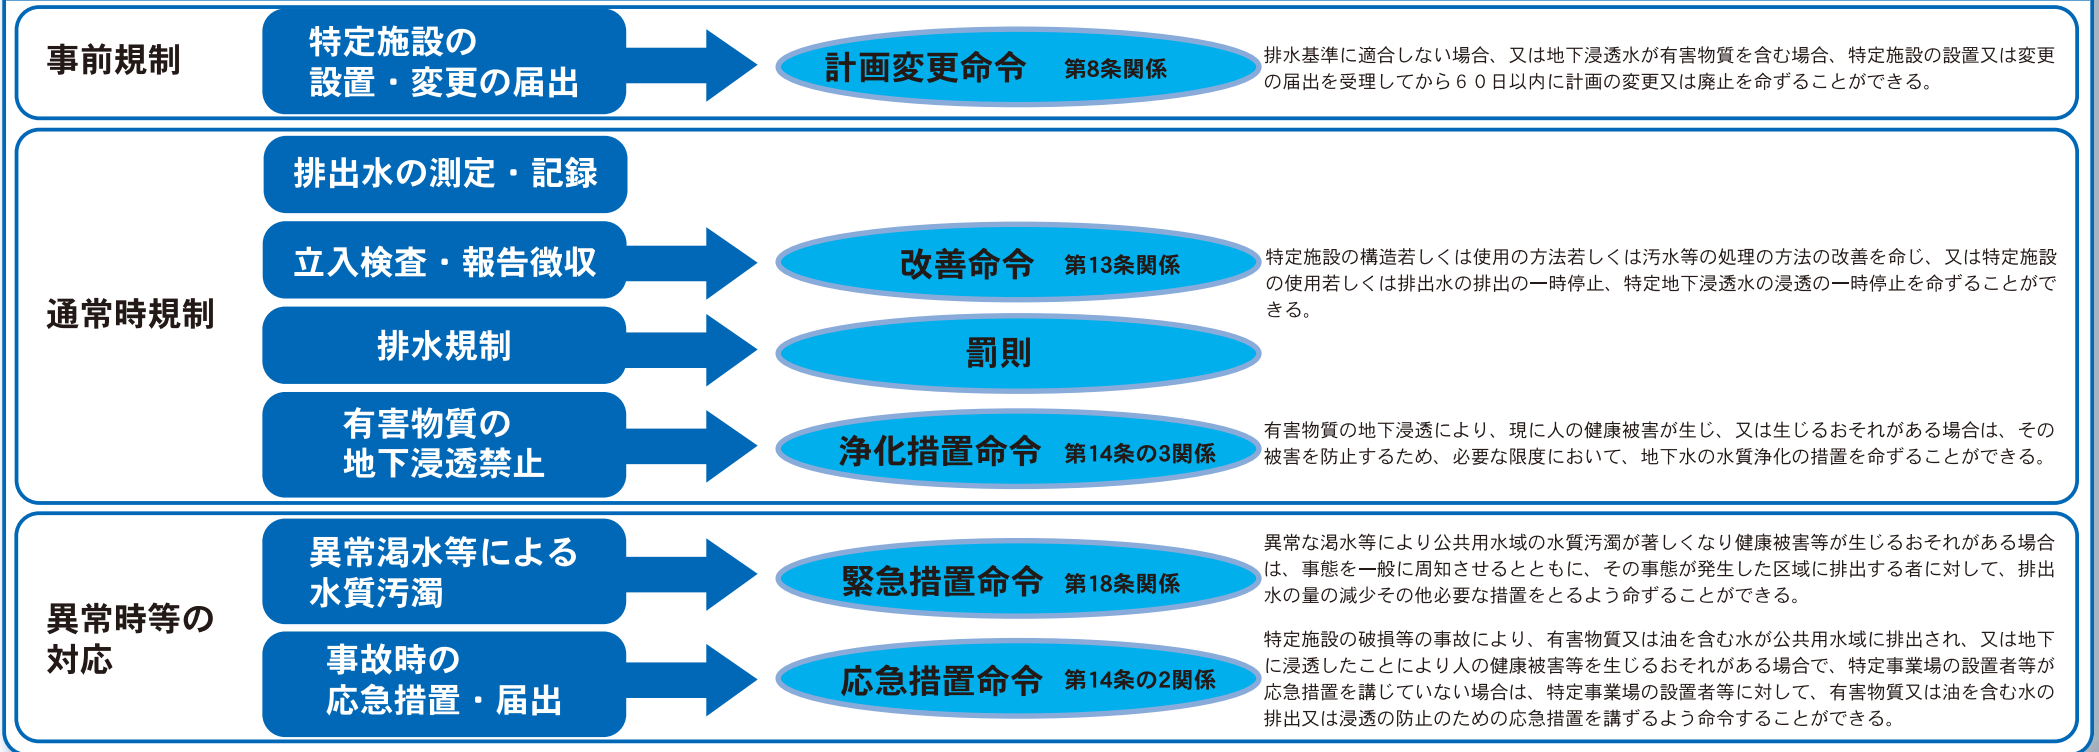 事前規制
特定施設の
設置・変更の届出
計画変更命令 第8条関係
排水基準に適合しない場合、又は地下浸透水が有害物質を含む場合、特定施設の設置又は変更
の届出を受理してから６０日以内に計画の変更又は廃止を命ずることができる。
通常時規制
排出水の測定・記録
立入検査・報告徴収
改善命令 第13条関係
特定施設の構造若しくは使用の方法若しくは汚水等の処理の方法の改善を命じ、又は特定施設
の使用若しくは排出水の排出の一時停止、特定地下浸透水の浸透の一時停止を命ずることがで
きる。
排水規制
罰則
有害物質の
地下浸透禁止
浄化措置命令 第14条の3関係
有害物質の地下浸透により、現に人の健康被害が生じ、又は生じるおそれがある場合は、その
被害を防止するため、必要な限度において、地下水の水質浄化の措置を命ずることができる。
異常時等の
対応
異常渇水等による
水質汚濁
緊急措置命令 第18条関係
異常な渇水等により公共用水域の水質汚濁が著しくなり健康被害等が生じるおそれがある場合
は、事態を一般に周知させるとともに、その事態が発生した区域に排出する者に対して、排出
水の量の減少その他必要な措置をとるよう命ずることができる。
事故時の
応急措置・届出
応急措置命令 第14条の2関係
特定施設の破損等の事故により、有害物質又は油を含む水が公共用水域に排出され、又は地下
に浸透したことにより人の健康被害等を生じるおそれがある場合で、特定事業場の設置者等が
応急措置を講じていない場合は、特定事業場の設置者等に対して、有害物質又は油を含む水の
排出又は浸透の防止のための応急措置を講ずるよう命令することができる。